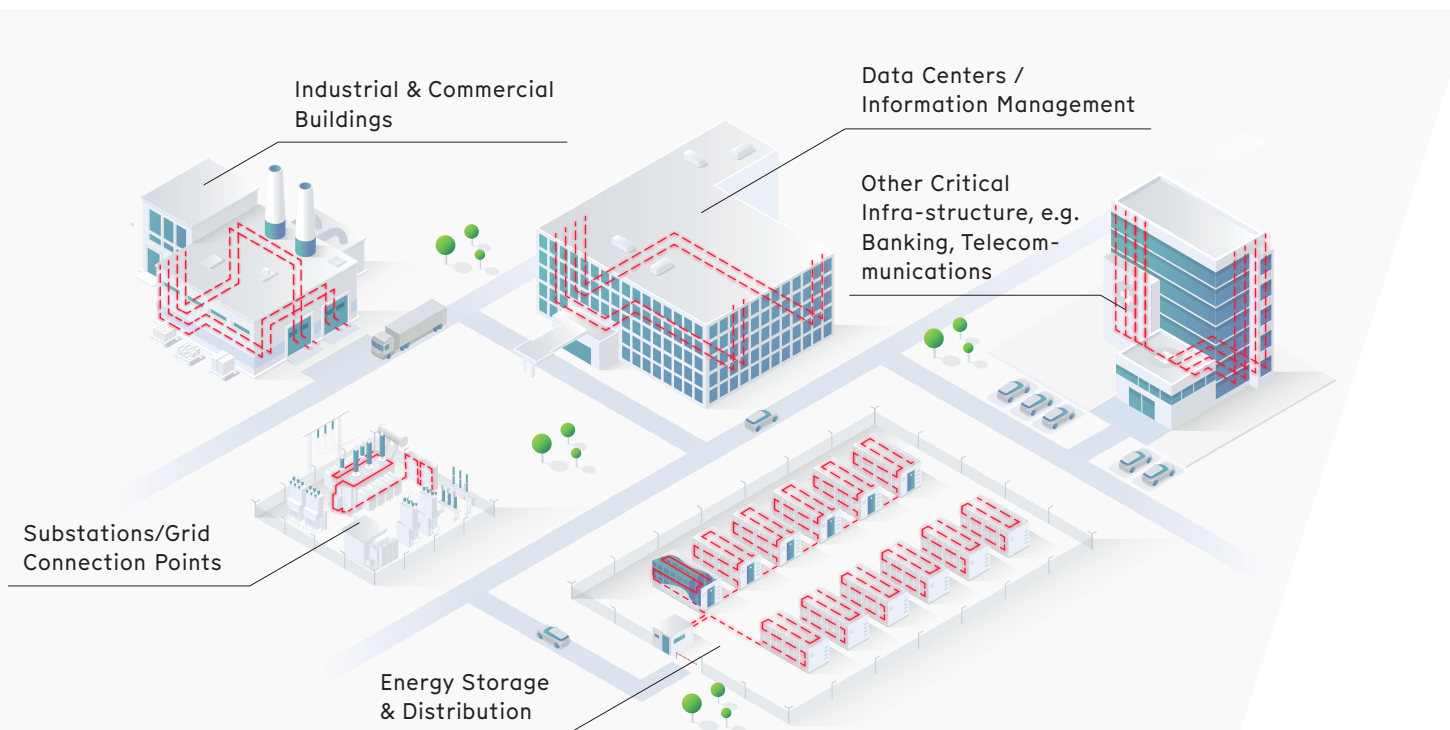 Industrial & Commercial
Buildings
Data Centers /
Information Management
Other Critical
Infra-structure, e.g.
Banking, Telecom-
munications
Substations/Grid
Connection Points
Energy Storage
& Distribution